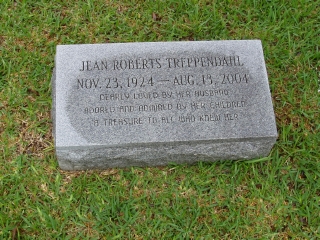 JEAN ROBERTS TREPPENDAHL
NOV. 23, 1924 — AUG. 13, 2004
DEARLY LOVED BY HER HUSBAND
ADORED AND ADMIRED BY HER CHILDREN
A TREASURE TO ALL WHO KNEW HER